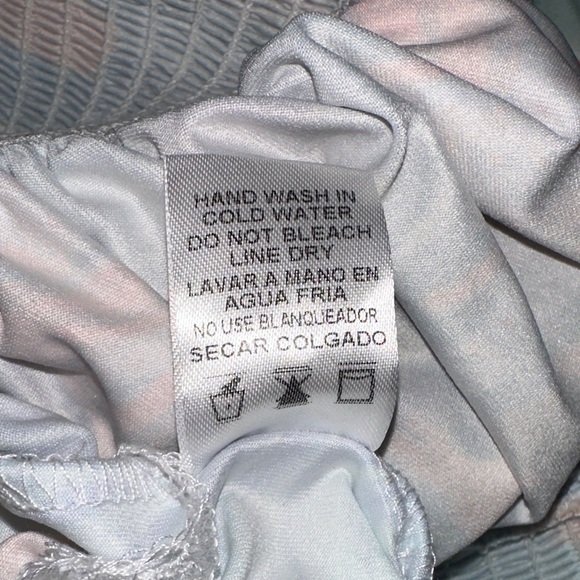 HAND WASH IN
COLD WATER
DO NOT BLEACH
LINE DRY
LAVAR A MANO EN
AGUA FRIA
NO USE BLANQUEADOR
SECAR COLGADO